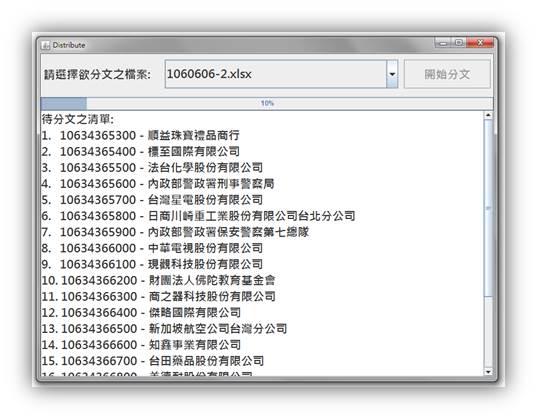 Distribute
請選擇欲分文之檔案: 1060606-2.xlsx 開始分文
10%
待分文之清單:
1. 10634365300 - 順益珠寶禮品商行
2. 10634365400 - 標至國際有限公司
3. 10634365500 - 法台化學股份有限公司
4. 10634365600 - 內政部警政署刑事警察局
5. 10634365700 - 台灣星電股份有限公司
6. 10634365800 - 日商川崎重工業股份有限公司台北分公司
7. 10634365900 - 內政部警政署保安警察第七總隊
8. 10634366000 - 中華電視股份有限公司
9. 10634366100 - 現觀科技股份有限公司
10. 10634366200 - 財團法人佛陀教育基金會
11. 10634366300 - 商之器科技股份有限公司
12. 10634366400 - 傑略國際有限公司
13. 10634366500 - 新加坡航空公司台灣分公司
14. 10634366600 - 知鑫事業有限公司
15. 10634366700 - 台田藥品股份有限公司
16. 10634366800 -